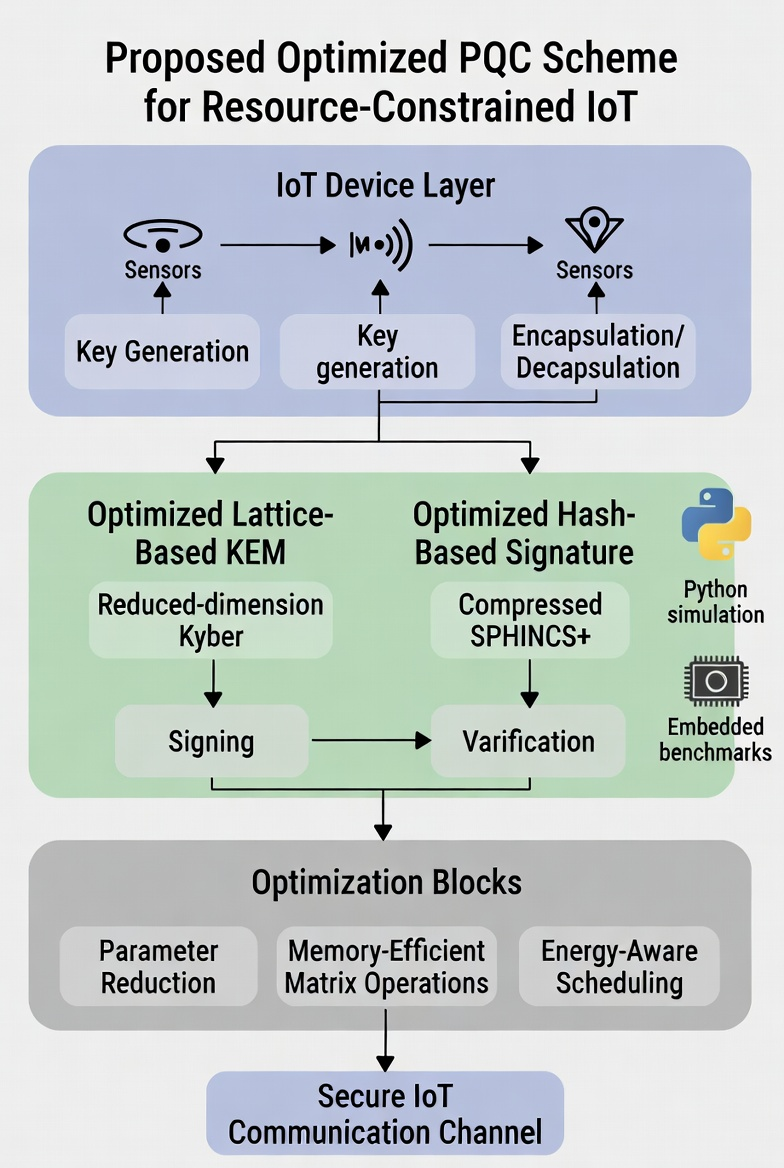 Proposed Optimized PQC Scheme
for Resource-Constrained IoT
IoT Device Layer
Sensors
Sensors
Key Generation
Key
generation
Encapsulation/
Decapsulation
Optimized Lattice-
Based KEM
Optimized Hash-
Based Signature
Reduced-dimension
Kyber
Compressed
SPHINCS+
Python
simulation
Signing
Varification
Embedded
benchmarks
Optimization Blocks
Parameter
Reduction
Memory-Efficient
Matrix Operations
Energy-Aware
Scheduling
Secure IoT
Communication Channel